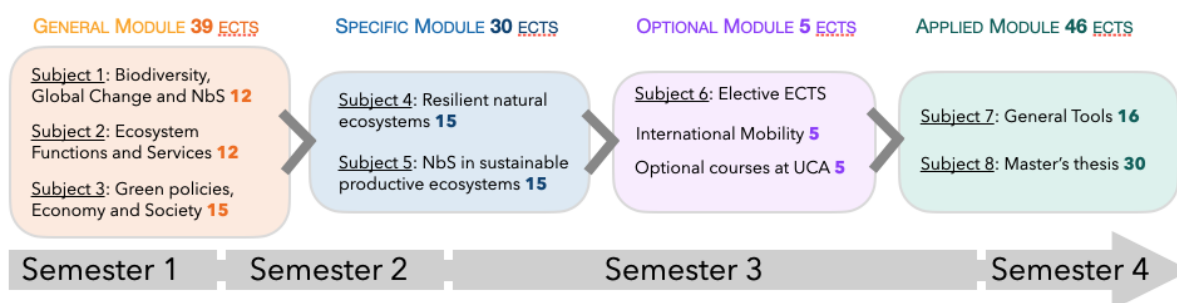 GENERAL MODULE 39 ECTS
Subject 1: Biodiversity,
Global Change and NbS 12
Subject 2: Ecosystem
Functions and Services 12
Subject 3: Green policies,
Economy and Society 15
SPECIFIC MODULE 30 ECTS
Subject 4: Resilient natural
ecosystems 15
Subject 5: NbS in sustainable
productive ecosystems 15
OPTIONAL MODULE 5 ECTS
Subject 6: Elective ECTS
International Mobility 5
Optional courses at UCA 5
APPLIED MODULE 46 ECTS
Subject 7: General Tools 16
Subject 8: Master's thesis 30
Semester 1
Semester 2
Semester 3
Semester 4